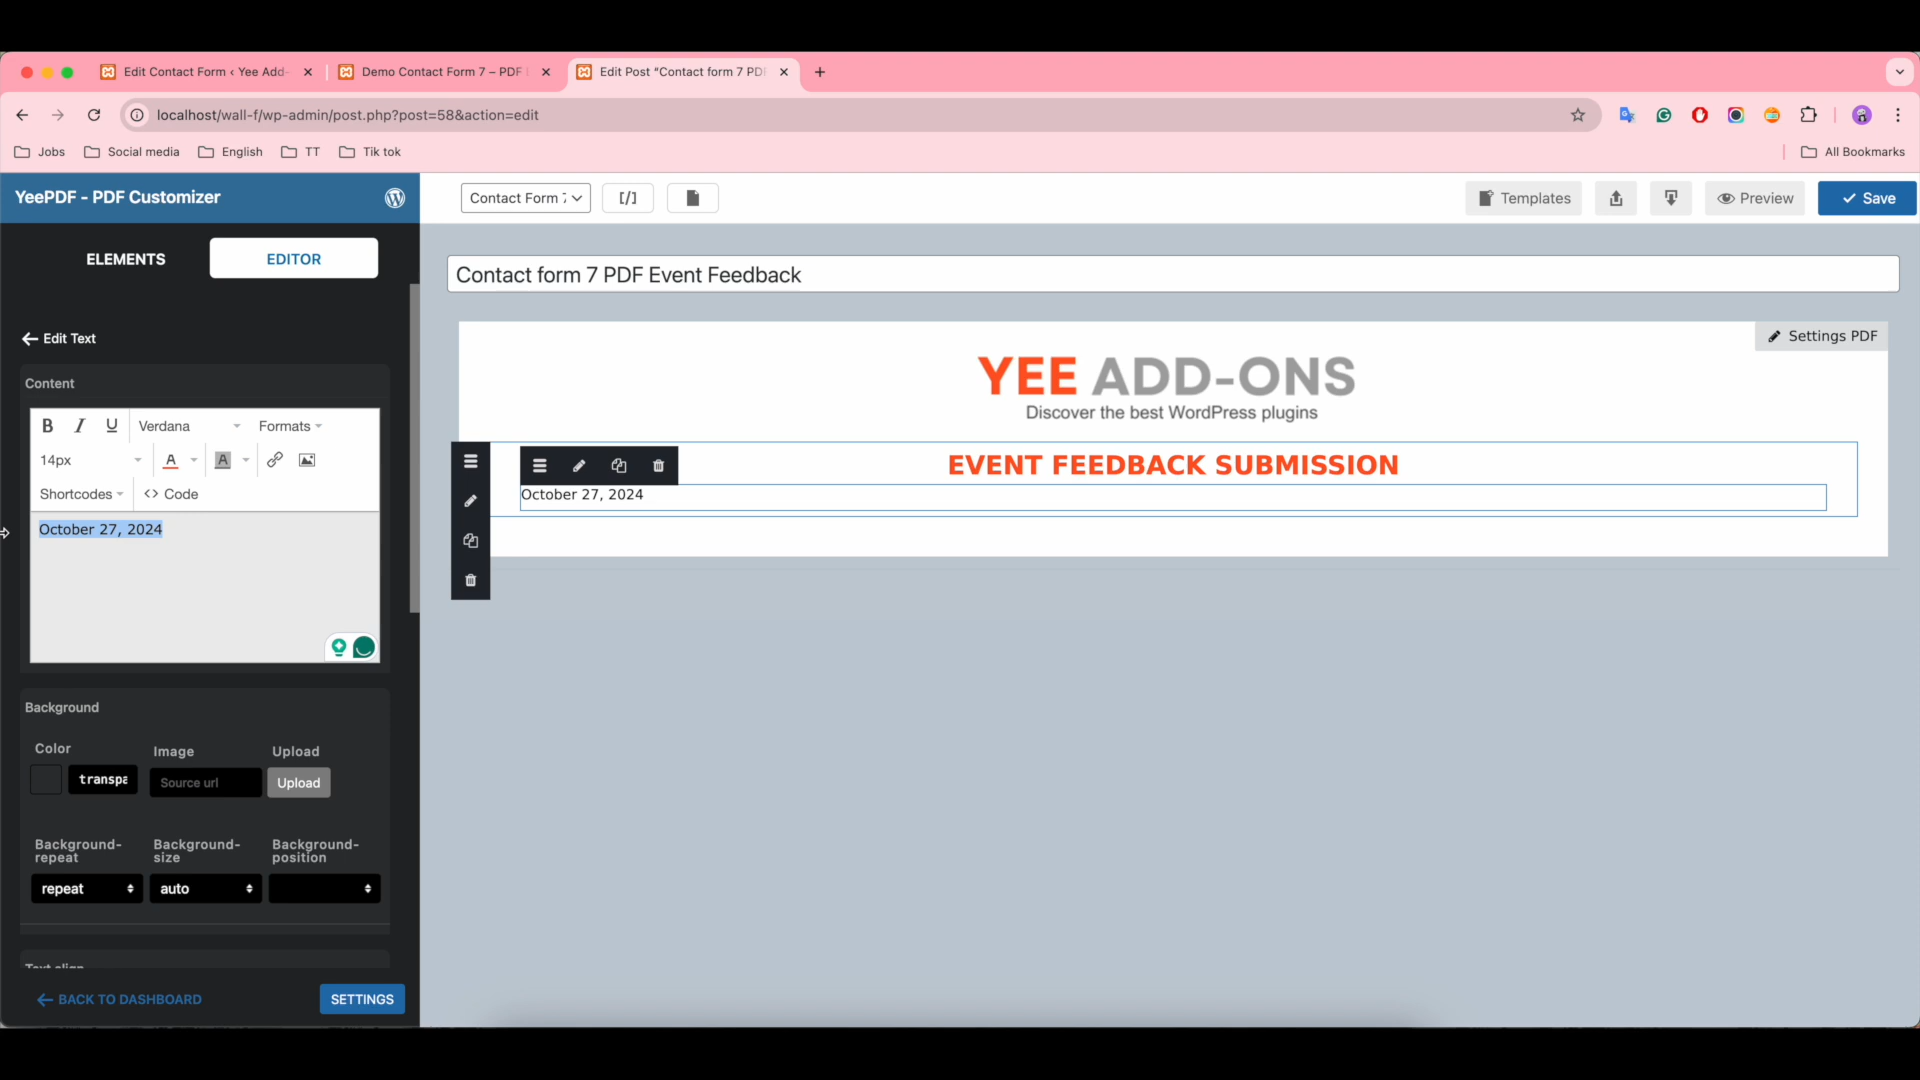 Edit Contact Form ‹ Yee Add-
Demo Contact Form 7 – PDF
Edit Post “Contact form 7 PDF
localhost/wall-f/wp-admin/post.php?post=58&action=edit
Jobs
Social media
English
TT
Tik tok
All Bookmarks
YeePDF - PDF Customizer
Contact Form 7
[/]
Templates
Preview
Save
ELEMENTS
EDITOR
Contact form 7 PDF Event Feedback
Edit Text
Settings PDF
YEE ADD-ONS
Discover the best WordPress plugins
Content
B I U Verdana Formats
14px A A
Shortcodes <> Code
October 27, 2024
EVENT FEEDBACK SUBMISSION
October 27, 2024
Background
Color
Image
Upload
transpa
Source url
Upload
Background-repeat
Background-size
Background-position
repeat
auto
Text align
BACK TO DASHBOARD
SETTINGS